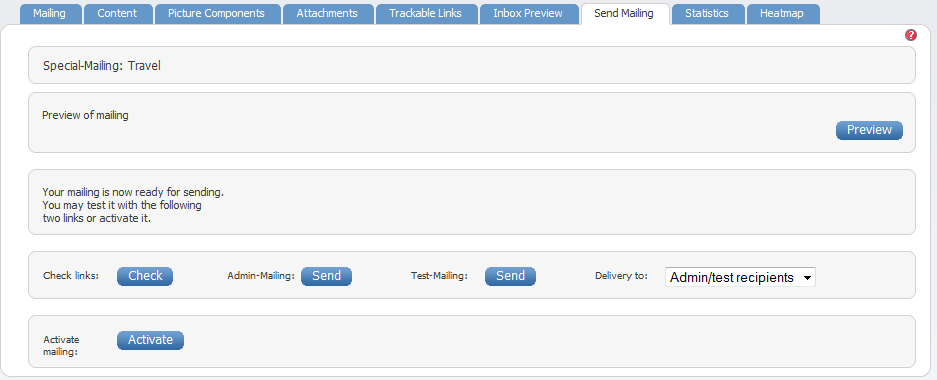 Mailing Content Picture Components Attachments Trackable Links Inbox Preview Send Mailing Statistics Heatmap
?
Special-Mailing: Travel
Preview of mailing
Preview
Your mailing is now ready for sending.
You may test it with the following
two links or activate it.
Check links: Check Admin-Mailing: Send Test-Mailing: Send Delivery to: Admin/test recipients
Activate
mailing:
Activate